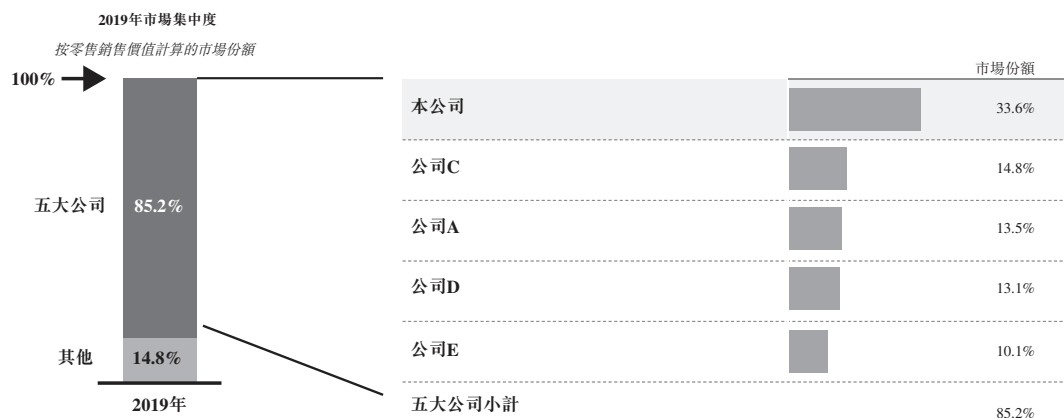 2019年市場集中度
按零售銷售價值計算的市場份額
100%
市場份額
本公司 33.6%
公司C 14.8%
五大公司 85.2%
公司A 13.5%
公司D 13.1%
其他 14.8%
公司E 10.1%
2019年
五大公司小計 85.2%